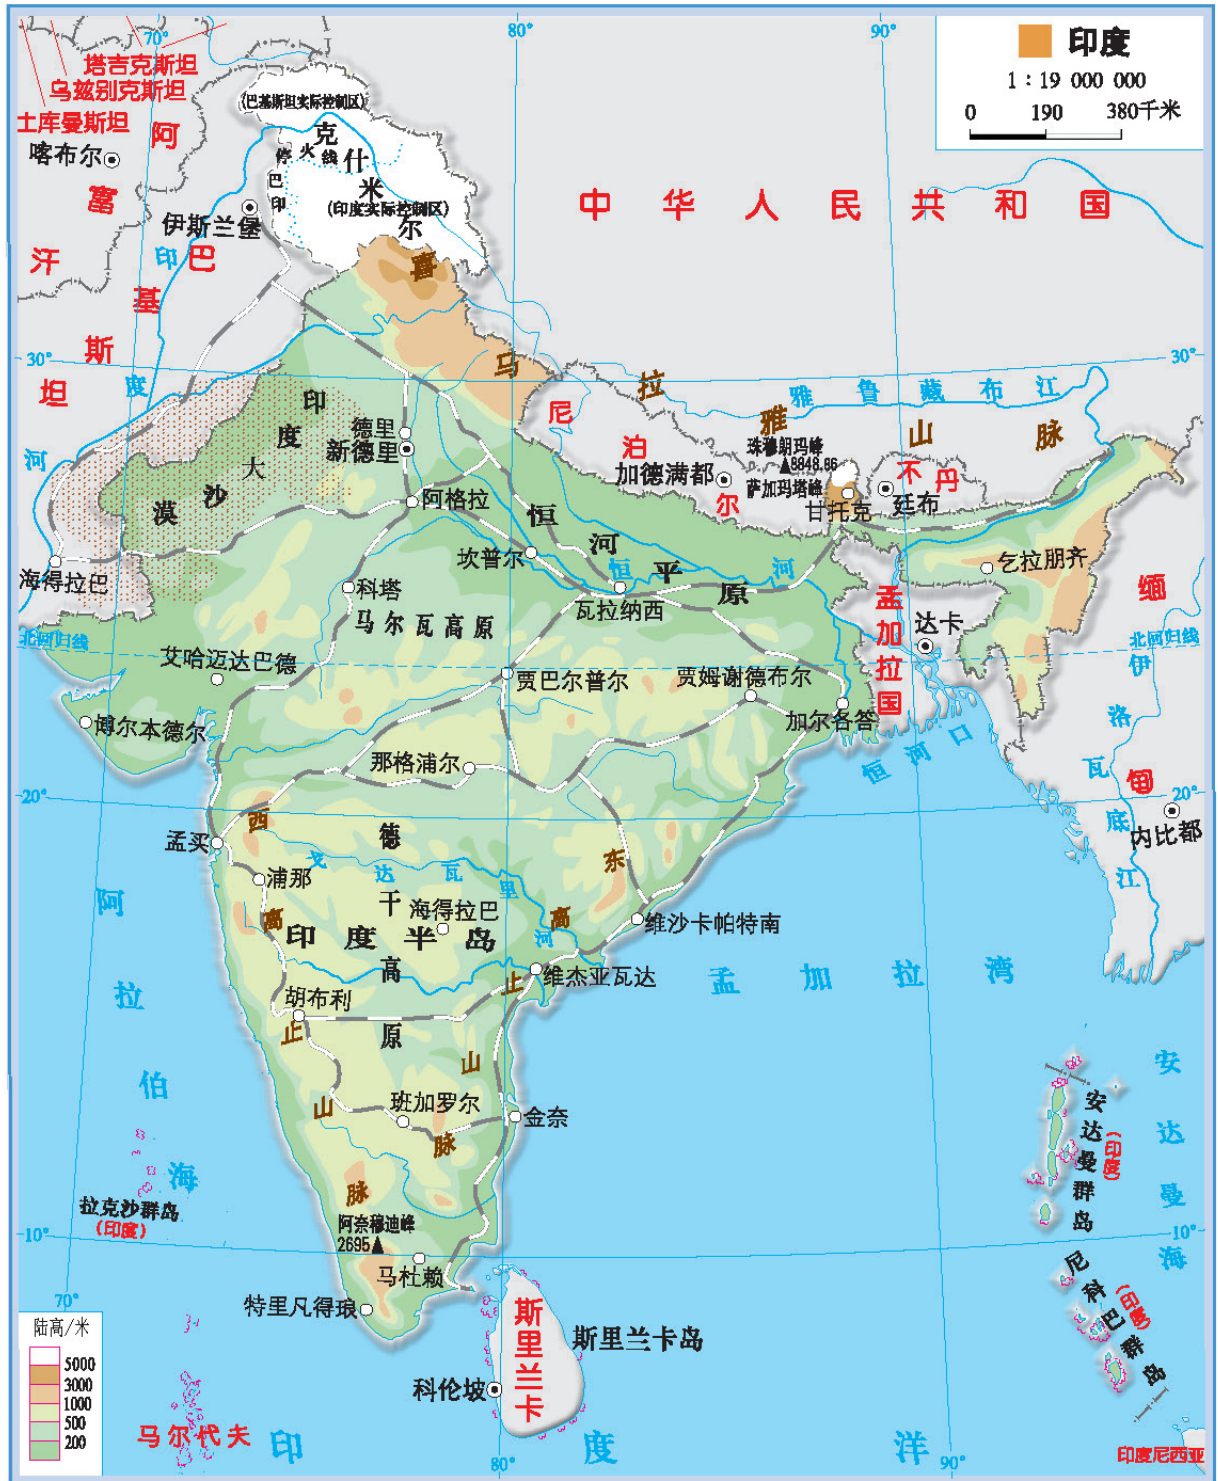 70°
80°
90°
印度
1:19 000 000
0 190 380千米
塔吉克斯坦
乌兹别克斯坦
土库曼斯坦
阿富汗
喀布尔
(巴基斯坦实际控制区)
克什米尔
停火线
巴
印
(印度实际控制区)
伊斯兰堡
巴基斯坦
印度河
中华人民共和国
喜马拉雅山脉
30°
30°
雅鲁藏布江
印度大沙漠
德里
新德里
尼泊尔
加德满都
珠穆朗玛峰
▲8848.86
萨加玛塔峰
不丹
廷布
甘托克
阿格拉
恒河平原
恒河
坎普尔
瓦拉纳西
海得拉巴
科塔
马尔瓦高原
乞拉朋齐
孟加拉国
达卡
缅甸
北回归线
北回归线
伊洛瓦底江
艾哈迈达巴德
贾巴尔普尔
贾姆谢德布尔
加尔各答
恒河口
博尔本德尔
那格浦尔
20°
20°
内比都
孟买
西高止山脉
德干高原
东高止山脉
浦那
戈达瓦里河
海得拉巴
印度半岛
维沙卡帕特南
维杰亚瓦达
孟加拉湾
阿拉伯海
胡布利
班加罗尔
金奈
安达曼群岛
(印度)
安达曼海
拉克沙群岛
(印度)
阿奈穆迪峰
2695▲
10°
10°
马杜赖
特里凡得琅
尼科巴群岛
(印度)
斯里兰卡
斯里兰卡岛
科伦坡
70°
陆高/米
5000
3000
1000
500
200
马尔代夫
印度洋
印度尼西亚
80°
90°